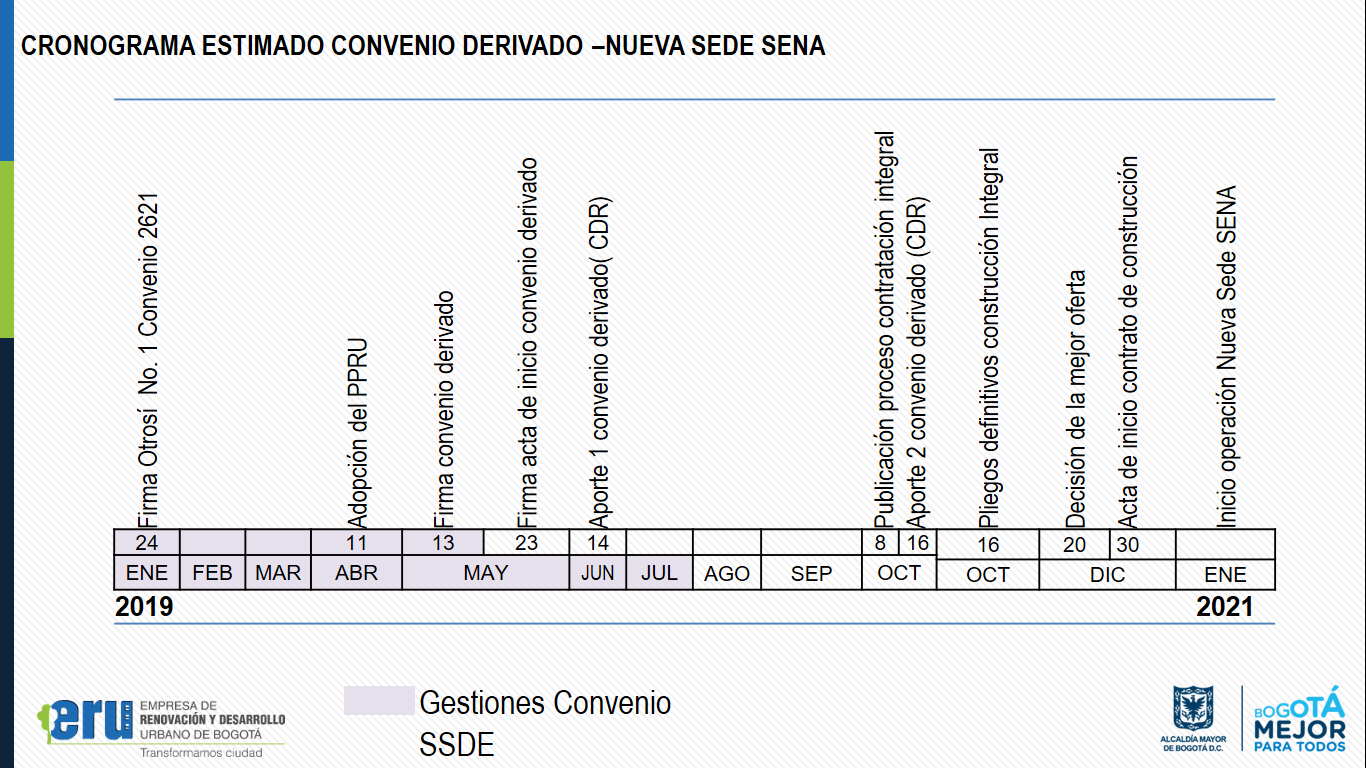 CRONOGRAMA ESTIMADO CONVENIO DERIVADO –NUEVA SEDE SENA
Firma Otrosí No. 1 Convenio 2621
Adopción del PPRU
Firma convenio derivado
Firma acta de inicio convenio derivado
Aporte 1 convenio derivado( CDR)
Publicación proceso contratación integral
Aporte 2 convenio derivado (CDR)
Pliegos definitivos construcción Integral
Decisión de la mejor oferta
Acta de inicio contrato de construcción
Inicio operación Nueva Sede SENA
24 11 13 23 14 8 16 16 20 30
ENE FEB MAR ABR MAY JUN JUL AGO SEP OCT OCT DIC ENE
2019 2021
Gestiones Convenio
SSDE
eru
EMPRESA DE
RENOVACIÓN Y DESARROLLO
URBANO DE BOGOTÁ
Transformamos ciudad
ALCALDÍA MAYOR
DE BOGOTÁ D.C.
BOGOTÁ
MEJOR
PARA TODOS